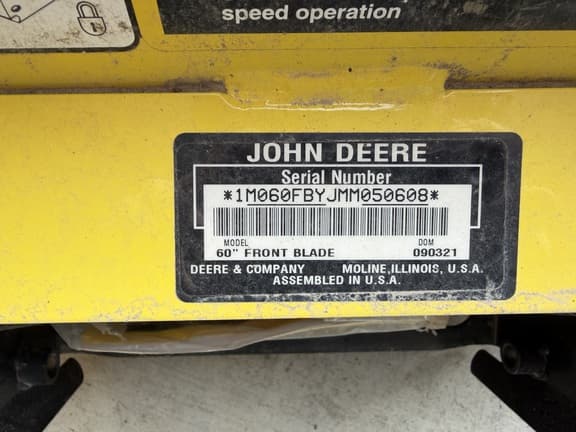 speed operation
JOHN DEERE
Serial Number
*1M060FBYJMM050608*
MODEL DOM
60" FRONT BLADE 090321
DEERE & COMPANY MOLINE, ILLINOIS, U.S.A.
ASSEMBLED IN U.S.A.